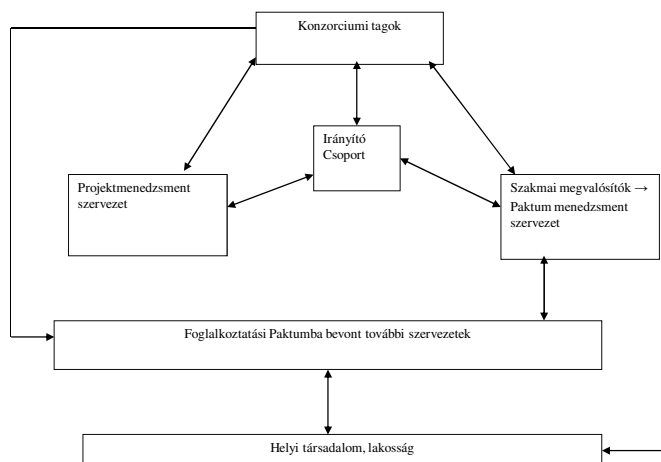 Konzorciumi tagok
Irányító
Csoport
Projektmenedzsment
szervezet
Szakmai megvalósítók →
Paktum menedzsment
szervezet
Foglalkoztatási Paktumba bevont további szervezetek
Helyi társadalom, lakosság